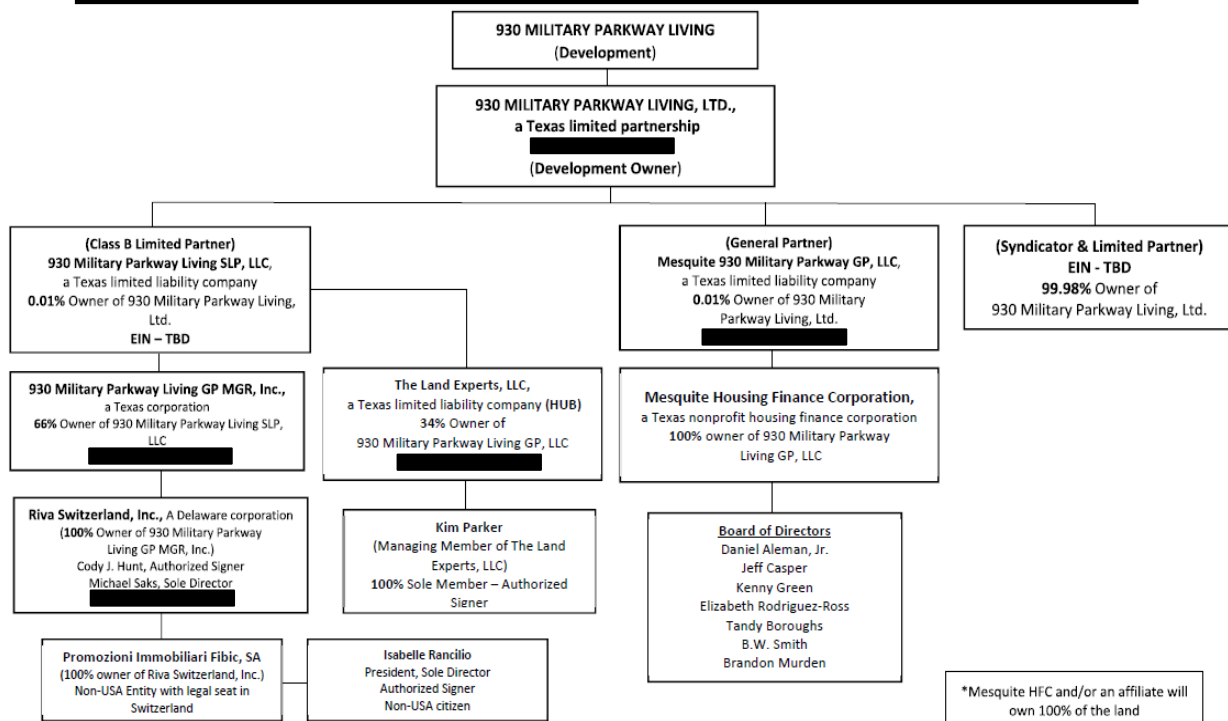 930 MILITARY PARKWAY LIVING
(Development)
930 MILITARY PARKWAY LIVING, LTD.,
a Texas limited partnership
(Development Owner)
(Class B Limited Partner)
930 Military Parkway Living SLP, LLC,
a Texas limited liability company
0.01% Owner of 930 Military Parkway Living,
Ltd.
EIN – TBD
(General Partner)
Mesquite 930 Military Parkway GP, LLC,
a Texas limited liability company
0.01% Owner of 930 Military
Parkway Living, Ltd.
(Syndicator & Limited Partner)
EIN - TBD
99.98% Owner of
930 Military Parkway Living, Ltd.
930 Military Parkway Living GP MGR, Inc.,
a Texas corporation
66% Owner of 930 Military Parkway Living SLP,
LLC
The Land Experts, LLC,
a Texas limited liability company (HUB)
34% Owner of
930 Military Parkway Living GP, LLC
Mesquite Housing Finance Corporation,
a Texas nonprofit housing finance corporation
100% owner of 930 Military Parkway
Living GP, LLC
Riva Switzerland, Inc., A Delaware corporation
(100% Owner of 930 Military Parkway
Living GP MGR, Inc.)
Cody J. Hunt, Authorized Signer
Michael Saks, Sole Director
Kim Parker
(Managing Member of The Land
Experts, LLC)
100% Sole Member – Authorized
Signer
Board of Directors
Daniel Aleman, Jr.
Jeff Casper
Kenny Green
Elizabeth Rodriguez-Ross
Tandy Boroughs
B.W. Smith
Brandon Murden
Promozioni Immobiliari Fibic, SA
(100% owner of Riva Switzerland, Inc.)
Non-USA Entity with legal seat in
Switzerland
Isabelle Rancilio
President, Sole Director
Authorized Signer
Non-USA citizen
*Mesquite HFC and/or an affiliate will
own 100% of the land